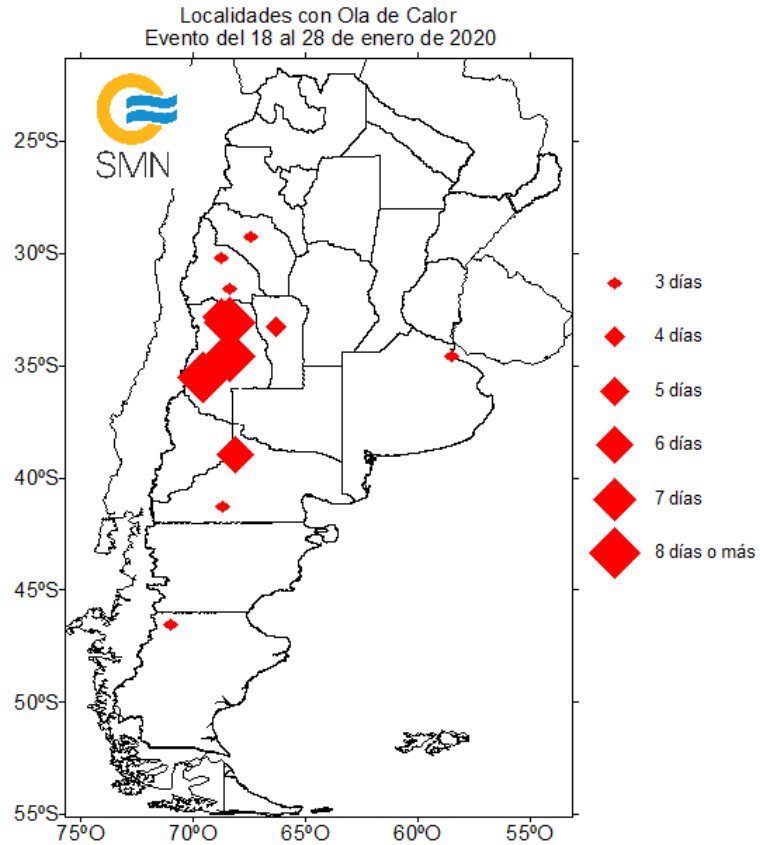 Localidades con Ola de Calor
Evento del 18 al 28 de enero de 2020
SMN
25ºS
30ºS
35ºS
40ºS
45ºS
50ºS
55ºS
75ºO
70ºO
65ºO
60ºO
55ºO
3 días
4 días
5 días
6 días
7 días
8 días o más